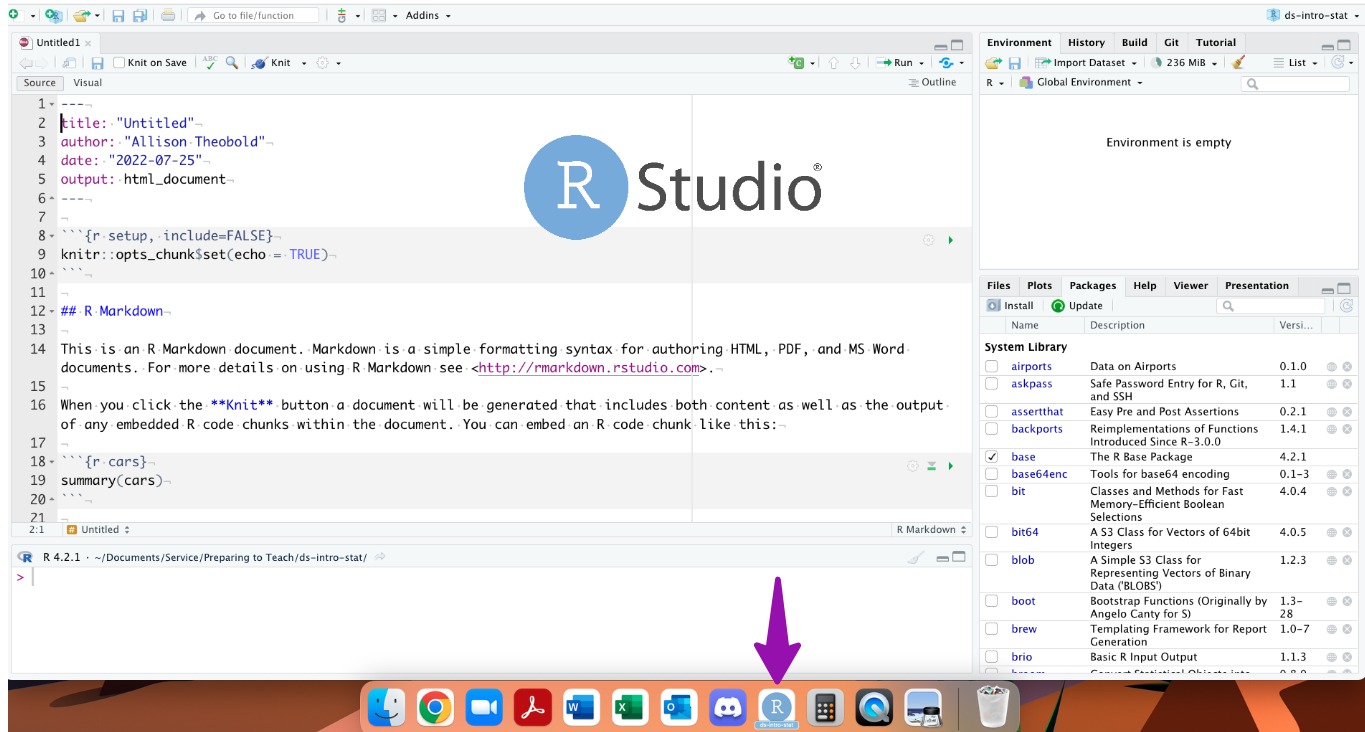 Go to file/function
Addins
ds-intro-stat
Untitled1
Knit on Save
ABC
Knit
Run
Source
Visual
Outline
1 ---
2 title: "Untitled"
3 author: "Allison Theobold"
4 date: "2022-07-25"
5 output: html_document
6 ---
7
8 ```{r setup, include=FALSE}
9 knitr::opts_chunk$set(echo = TRUE)
10 ```
11
12 ## R Markdown
13
14 This is an R Markdown document. Markdown is a simple formatting syntax for authoring HTML, PDF, and MS Word
documents. For more details on using R Markdown see <http://rmarkdown.rstudio.com>.
15
16 When you click the **Knit** button a document will be generated that includes both content as well as the output
of any embedded R code chunks within the document. You can embed an R code chunk like this:
17
18 ```{r cars}
19 summary(cars)
20 ```
21
R Studio®
2:1
# Untitled
R Markdown
R 4.2.1 · ~/Documents/Service/Preparing to Teach/ds-intro-stat/
>
Environment History Build Git Tutorial
Import Dataset
236 MiB
List
R
Global Environment
Environment is empty
Files Plots Packages Help Viewer Presentation
Install
Update
Name Description Versi...
System Library
airports Data on Airports 0.1.0
askpass Safe Password Entry for R, Git, 1.1
and SSH
assertthat Easy Pre and Post Assertions 0.2.1
backports Reimplementations of Functions 1.4.1
Introduced Since R-3.0.0
base The R Base Package 4.2.1
base64enc Tools for base64 encoding 0.1-3
bit Classes and Methods for Fast 4.0.4
Memory-Efficient Boolean
Selections
bit64 A S3 Class for Vectors of 64bit 4.0.5
Integers
blob A Simple S3 Class for 1.2.3
Representing Vectors of Binary
Data ('BLOBS')
boot Bootstrap Functions (Originally by 1.3-
Angelo Canty for S) 28
brew Templating Framework for Report 1.0-7
Generation
brio Basic R Input Output 1.1.3
W
X
R
ds-intro-stat